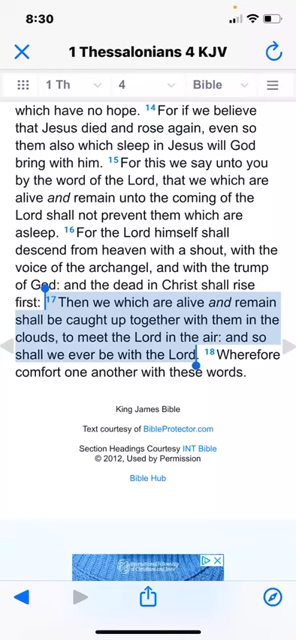 8:30
1 Thessalonians 4 KJV
1 Th 4 Bible
which have no hope. 14 For if we believe
that Jesus died and rose again, even so
them also which sleep in Jesus will God
bring with him. 15 For this we say unto you
by the word of the Lord, that we which are
alive and remain unto the coming of the
Lord shall not prevent them which are
asleep. 16 For the Lord himself shall
descend from heaven with a shout, with the
voice of the archangel, and with the trump
of God: and the dead in Christ shall rise
first: 17 Then we which are alive and remain
shall be caught up together with them in the
clouds, to meet the Lord in the air: and so
shall we ever be with the Lord. 18 Wherefore
comfort one another with these words.
King James Bible
Text courtesy of BibleProtector.com
Section Headings Courtesy INT Bible
© 2012, Used by Permission
Bible Hub